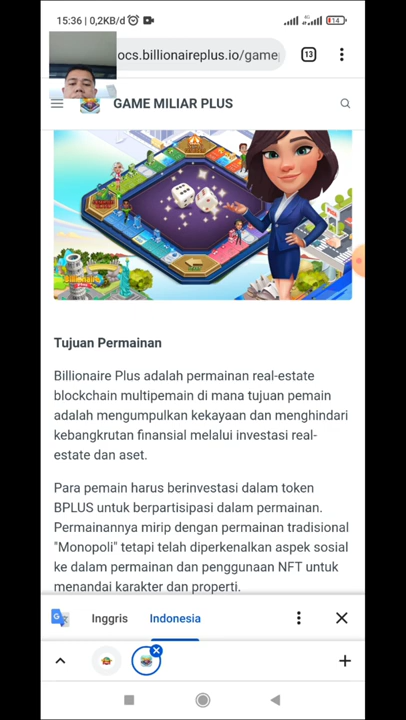 15:36 | 0,2KB/d
14
ocs.billionaireplus.io/game
13
GAME MILIAR PLUS
Tujuan Permainan
Billionaire Plus adalah permainan real-estate
blockchain multipemain di mana tujuan pemain
adalah mengumpulkan kekayaan dan menghindari
kebangkrutan finansial melalui investasi real-
estate dan aset.
Para pemain harus berinvestasi dalam token
BPLUS untuk berpartisipasi dalam permainan.
Permainannya mirip dengan permainan tradisional
"Monopoli" tetapi telah diperkenalkan aspek sosial
ke dalam permainan dan penggunaan NFT untuk
menandai karakter dan properti.
Inggris
Indonesia